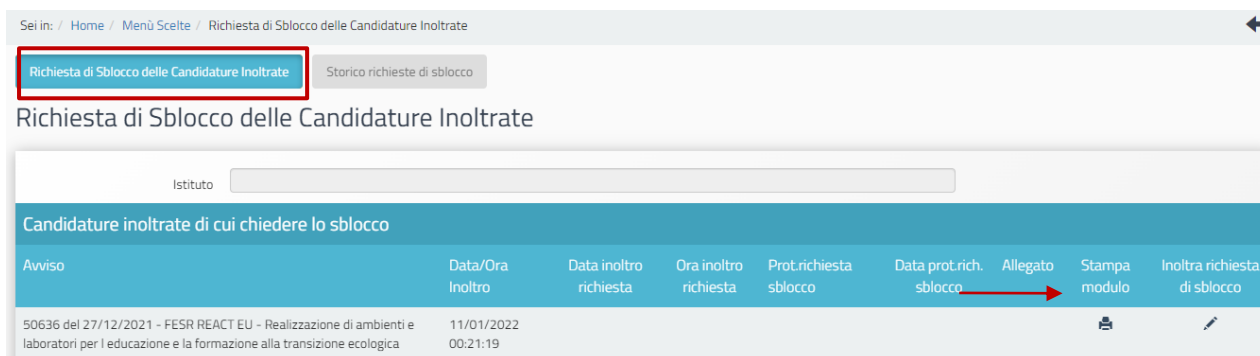 Sei in: / Home / Menù Scelte / Richiesta di Sblocco delle Candidature Inoltrate
Richiesta di Sblocco delle Candidature Inoltrate
Storico richieste di sblocco
Richiesta di Sblocco delle Candidature Inoltrate
Istituto
Candidature inoltrate di cui chiedere lo sblocco
Avviso
Data/Ora
Inoltro
Data inoltro
richiesta
Ora inoltro
richiesta
Prot.richiesta
sblocco
Data prot.rich.
sblocco
Allegato
Stampa
modulo
Inoltra richiesta
di sblocco
50636 del 27/12/2021 - FESR REACT EU - Realizzazione di ambienti e
laboratori per l educazione e la formazione alla transizione ecologica
11/01/2022
00:21:19